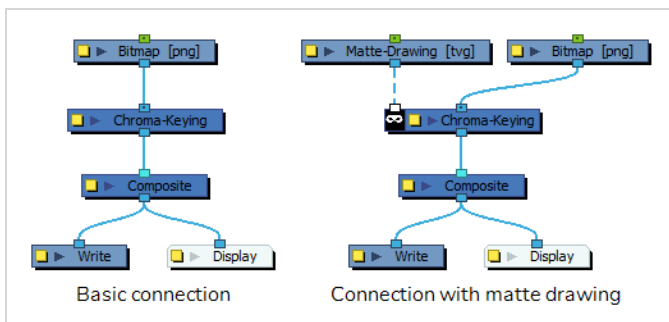 Bitmap [png]
Chroma-Keying
Composite
Write
Display
Basic connection
Matte-Drawing [tvg]
Bitmap [png]
Chroma-Keying
Composite
Write
Display
Connection with matte drawing